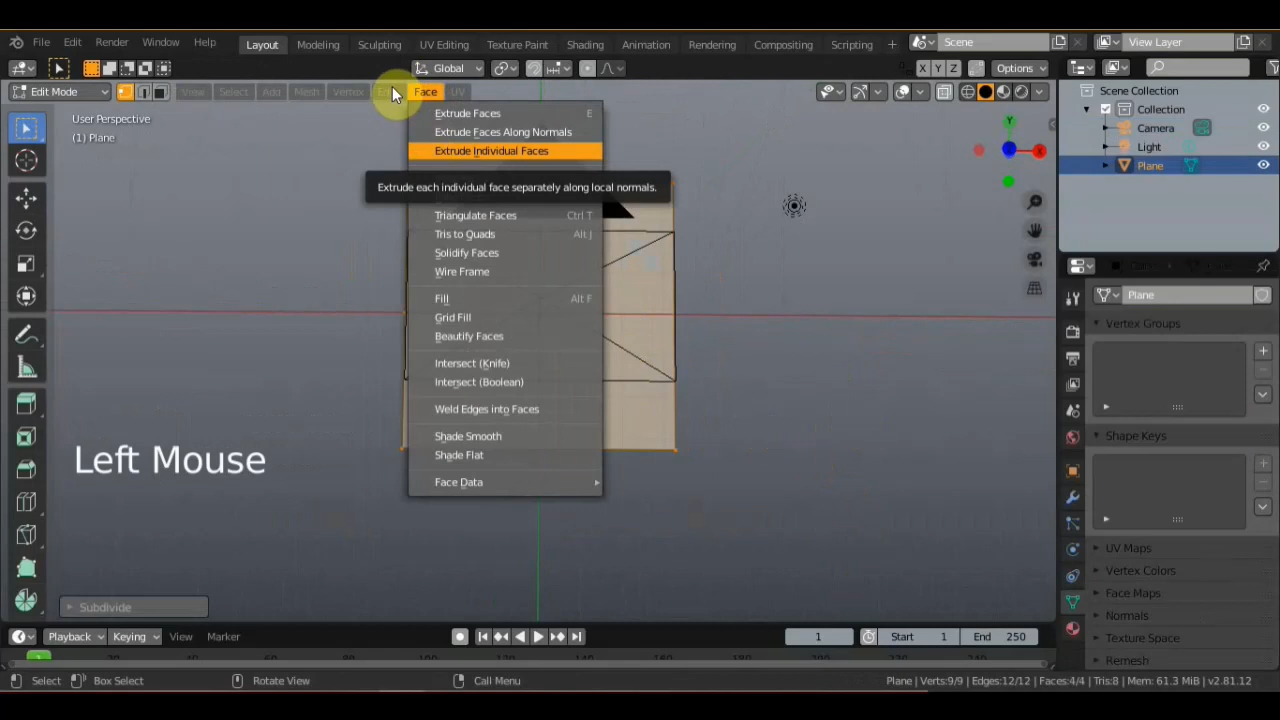 File Edit Render Window Help Layout Modeling Sculpting UV Editing Texture Paint Shading Animation Rendering Compositing Scripting + Scene View Layer
Global X Y Z Options
Edit Mode View Select Add Mesh Vertex Face UV
User Perspective
(1) Plane
Extrude Faces E
Extrude Faces Along Normals
Extrude Individual Faces
Extrude each individual face separately along local normals.
Triangulate Faces Ctrl T
Tris to Quads Alt J
Solidify Faces
Wire Frame
Fill Alt F
Grid Fill
Beautify Faces
Intersect (Knife)
Intersect (Boolean)
Weld Edges into Faces
Shade Smooth
Shade Flat
Face Data
Left Mouse
Subdivide
Y
X
Scene Collection
Collection
Camera
Light
Plane
Plane
Vertex Groups
Shape Keys
UV Maps
Vertex Colors
Face Maps
Normals
Texture Space
Remesh
Playback Keying View Marker 1 Start 1 End 250
1
Select Box Select Rotate View Call Menu Plane | Verts:9/9 | Edges:12/12 | Faces:4/4 | Tris:8 | Mem: 61.3 MiB | v2.81.12